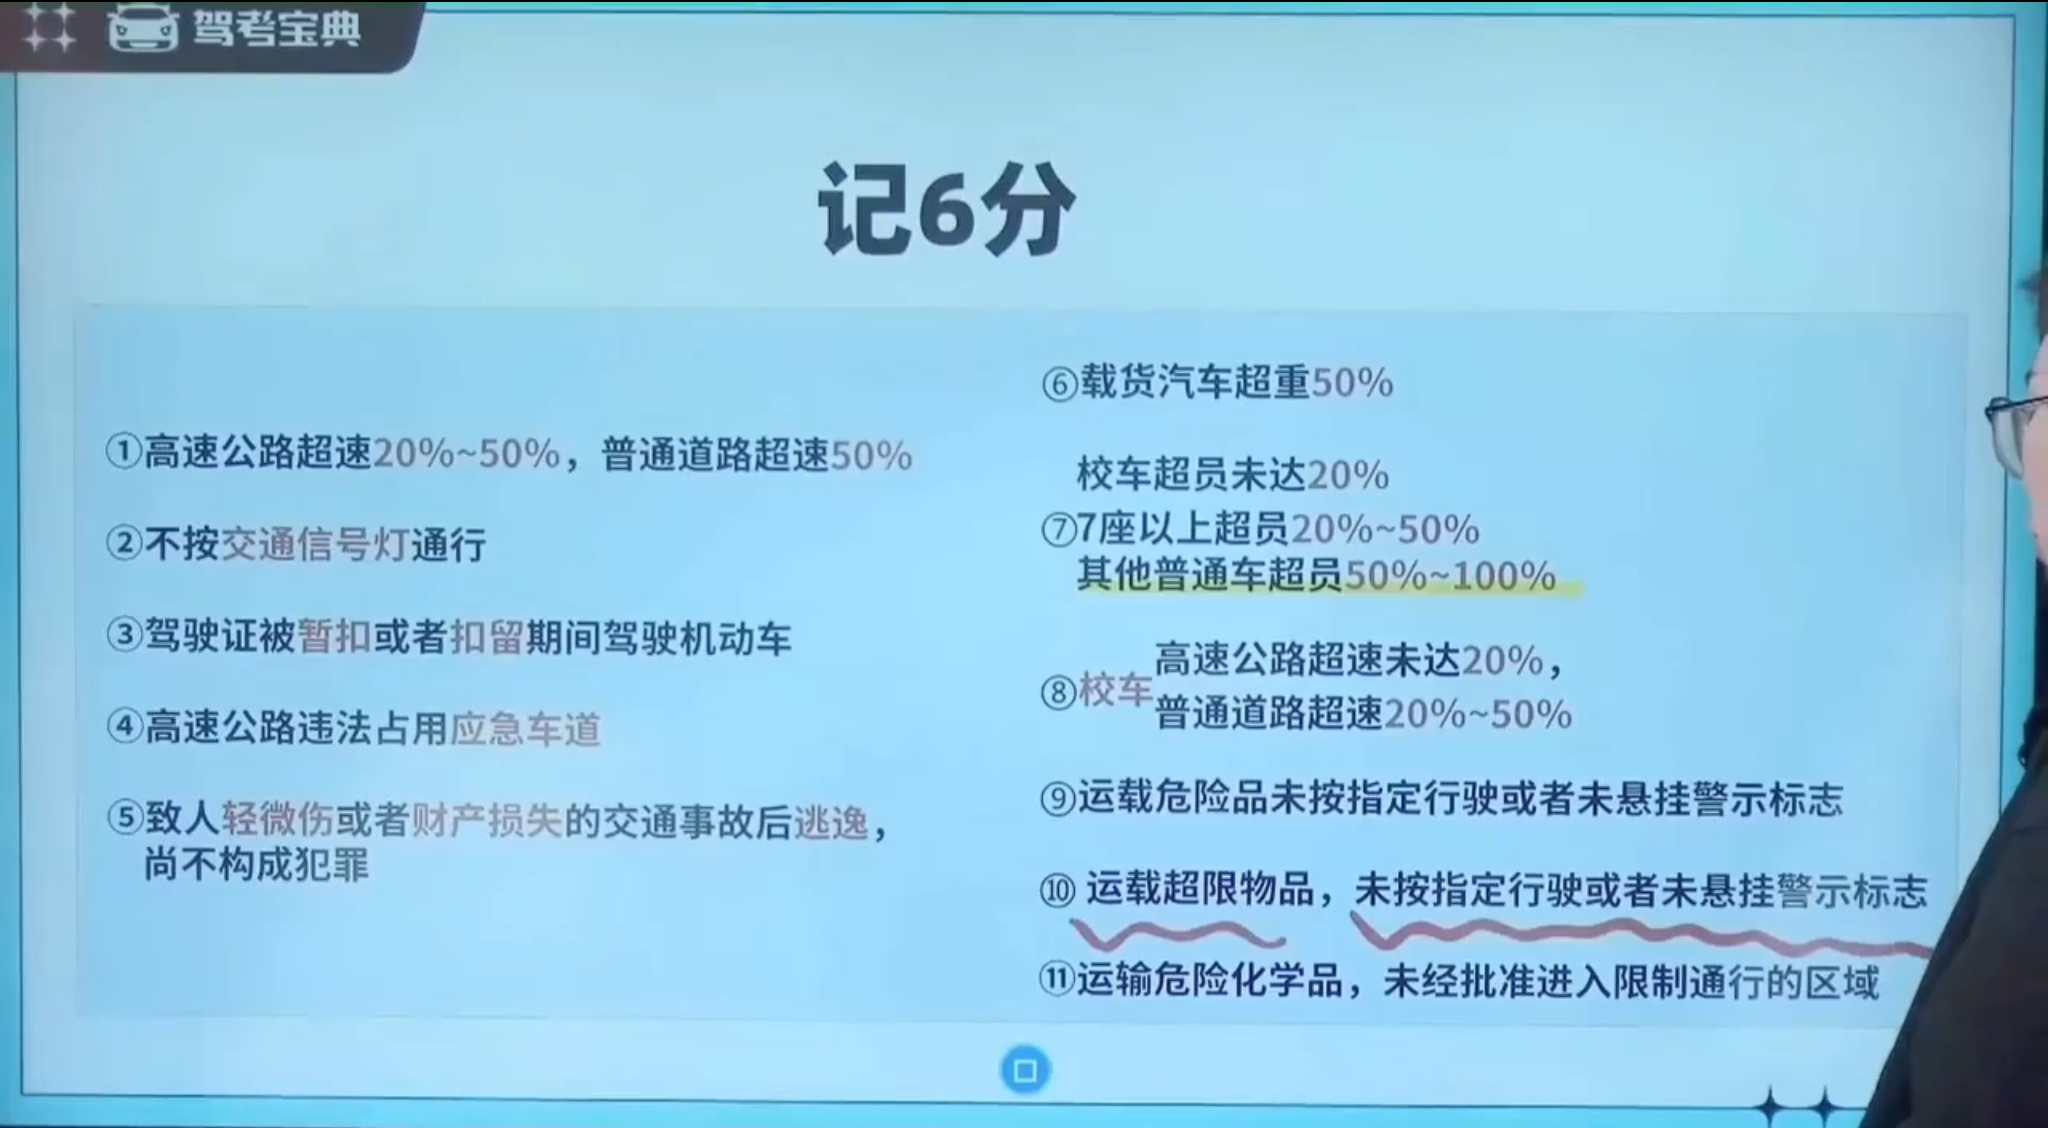 驾考宝典
记6分
①高速公路超速20%~50%，普通道路超速50%
②不按交通信号灯通行
③驾驶证被暂扣或者扣留期间驾驶机动车
④高速公路违法占用应急车道
⑤致人轻微伤或者财产损失的交通事故后逃逸，
尚不构成犯罪
⑥载货汽车超重50%
校车超员未达20%
⑦7座以上超员20%~50%
其他普通车超员50%~100%
⑧校车
高速公路超速未达20%，
普通道路超速20%~50%
⑨运载危险品未按指定行驶或者未悬挂警示标志
⑩ 运载超限物品，未按指定行驶或者未悬挂警示标志
⑪运输危险化学品，未经批准进入限制通行的区域